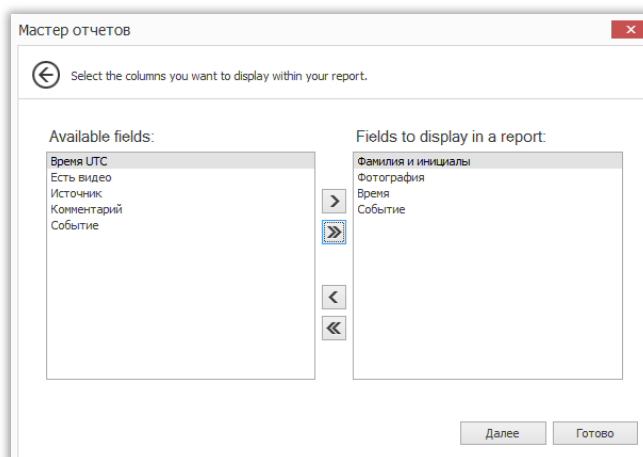 Мастер отчетов
Select the columns you want to display within your report.
Available fields:
Время UTC
Есть видео
Источник
Комментарий
Событие
Fields to display in a report:
Фамилия и инициалы
Фотография
Время
Событие
Далее
Готово